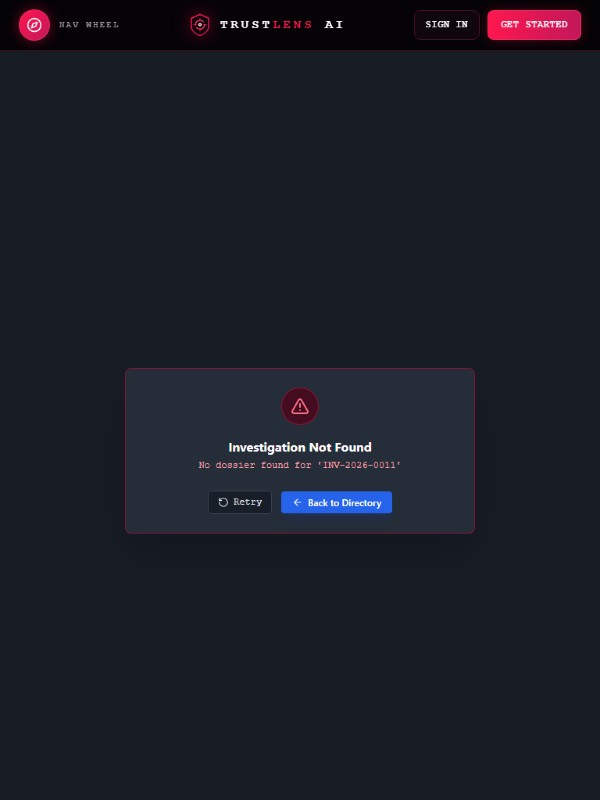 NAV WHEEL
TRUSTLENS AI
SIGN IN
GET STARTED
Investigation Not Found
No dossier found for 'INV-2026-0011'
Retry
Back to Directory